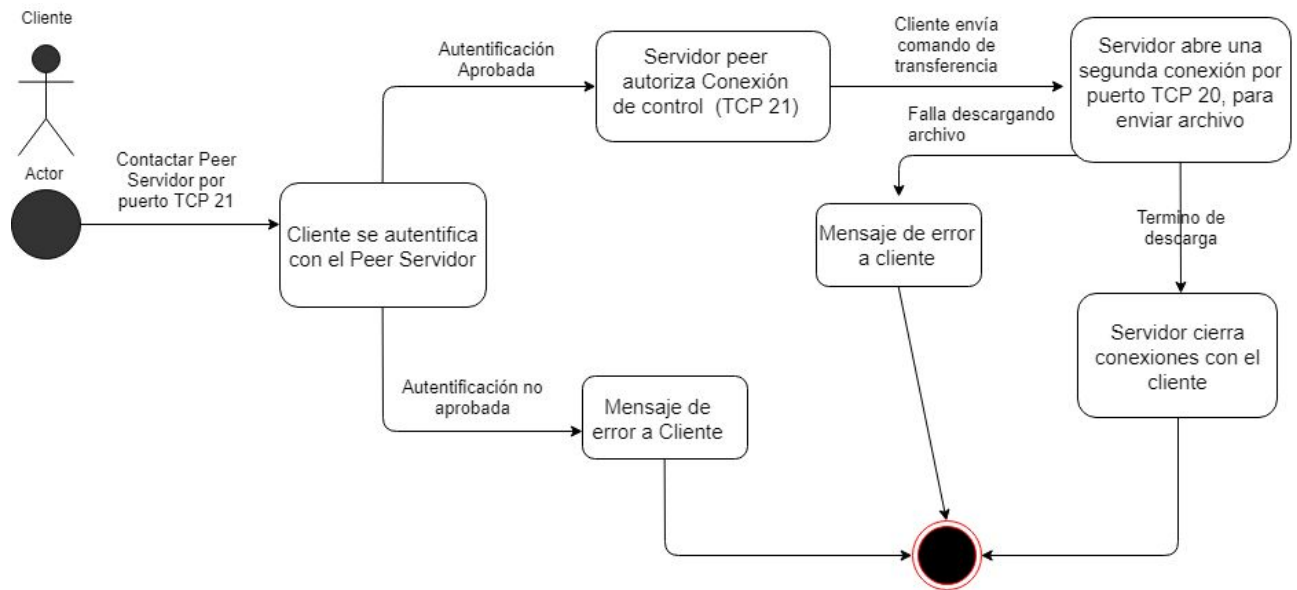 Cliente
Actor
Contactar Peer
Servidor por
puerto TCP 21
Cliente se autentifica
con el Peer Servidor
Autentificación
Aprobada
Servidor peer
autoriza Conexión
de control (TCP 21)
Cliente envía
comando de
transferencia
Servidor abre una
segunda conexión por
puerto TCP 20, para
enviar archivo
Falla descargando
archivo
Mensaje de error
a cliente
Termino de
descarga
Servidor cierra
conexiones con el
cliente
Autentificación no
aprobada
Mensaje de
error a Cliente